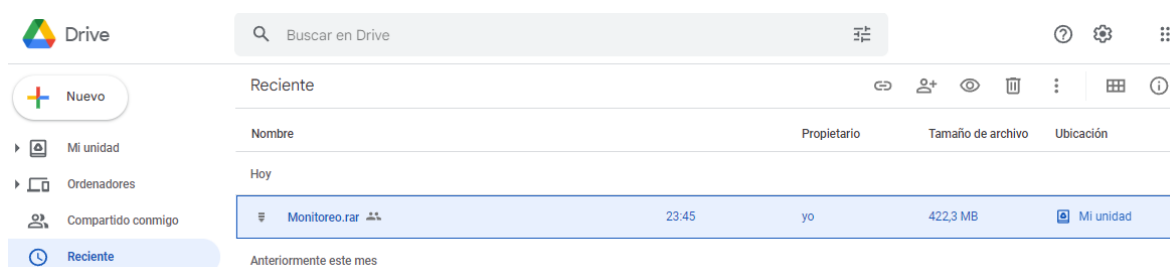 Drive
Buscar en Drive
Nuevo
Mi unidad
Ordenadores
Compartido conmigo
Reciente
Reciente
Nombre Propietario Tamaño de archivo Ubicación
Hoy
Monitoreo.rar 23:45 yo 422,3 MB Mi unidad
Anteriormente este mes